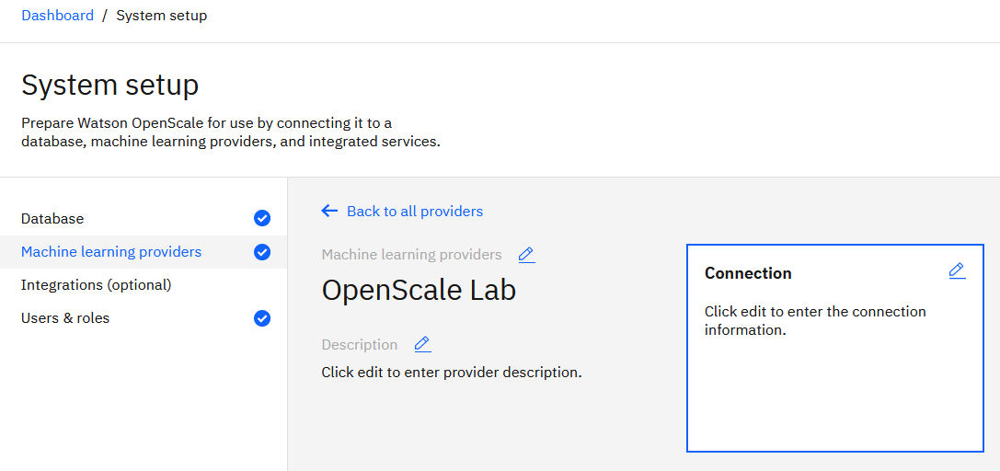 Dashboard / System setup
System setup
Prepare Watson OpenScale for use by connecting it to a
database, machine learning providers, and integrated services.
Database
Machine learning providers
Integrations (optional)
Users & roles
Back to all providers
Machine learning providers
OpenScale Lab
Description
Click edit to enter provider description.
Connection
Click edit to enter the connection
information.